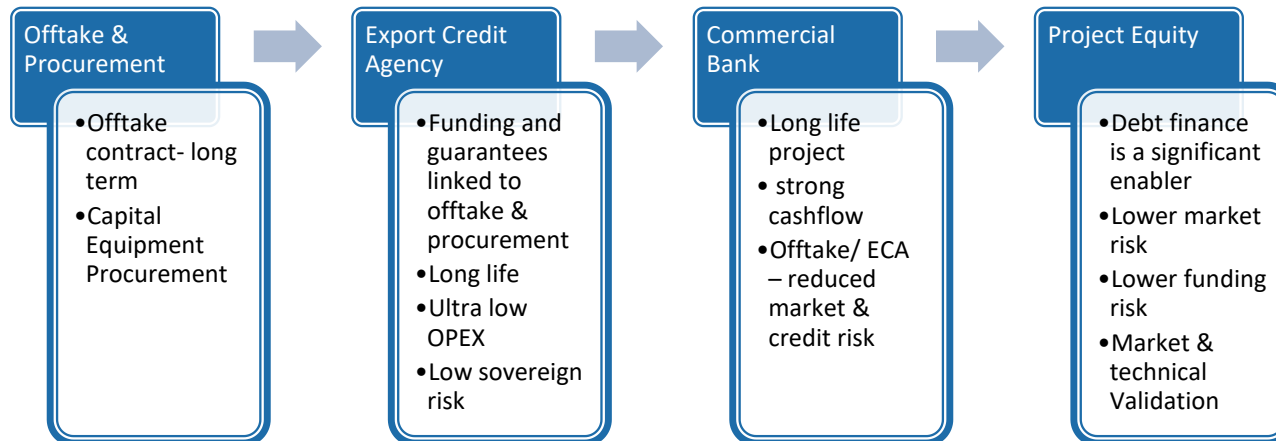 Offtake &
Procurement
•Offtake
contract- long
term
•Capital
Equipment
Procurement
Export Credit
Agency
•Funding and
guarantees
linked to
offtake &
procurement
•Long life
•Ultra low
OPEX
•Low sovereign
risk
Commercial
Bank
•Long life
project
• strong
cashflow
•Offtake/ ECA
– reduced
market &
credit risk
Project Equity
•Debt finance
is a significant
enabler
•Lower market
risk
•Lower funding
risk
•Market &
technical
Validation